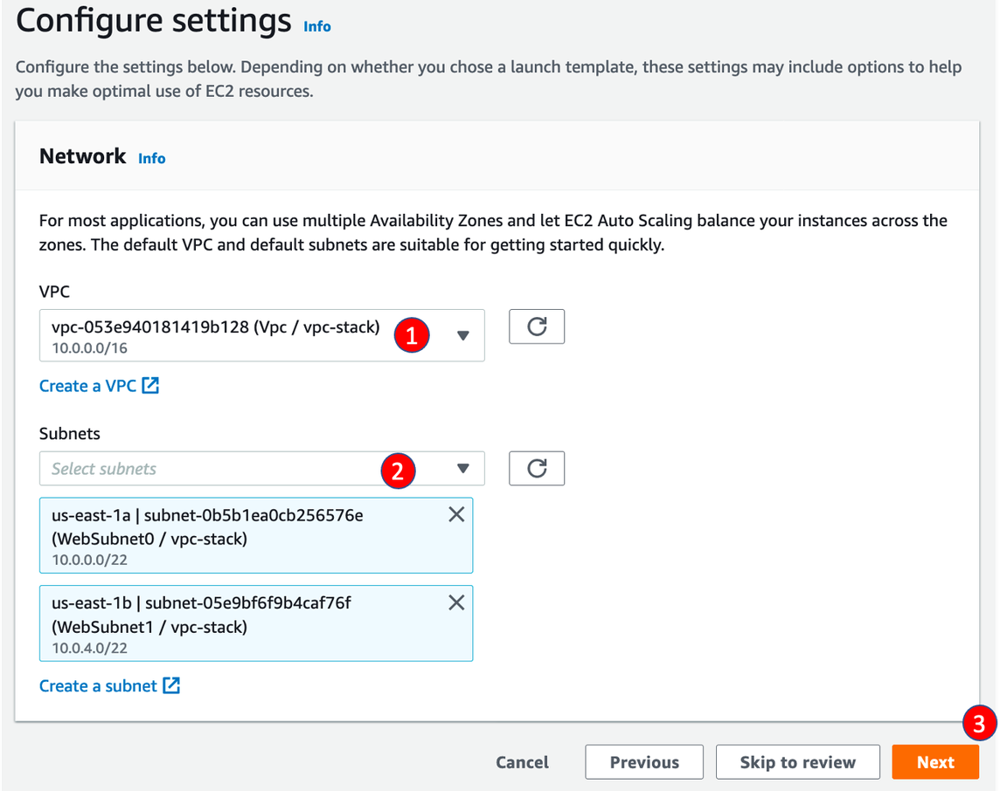 Configure settings Info
Configure the settings below. Depending on whether you chose a launch template, these settings may include options to help
you make optimal use of EC2 resources.
Network Info
For most applications, you can use multiple Availability Zones and let EC2 Auto Scaling balance your instances across the
zones. The default VPC and default subnets are suitable for getting started quickly.
VPC
vpc-053e940181419b128 (Vpc / vpc-stack)
10.0.0.0/16
1
Create a VPC
Subnets
Select subnets
2
us-east-1a | subnet-0b5b1ea0cb256576e
(WebSubnet0 / vpc-stack)
10.0.0.0/22
us-east-1b | subnet-05e9bf6f9b4caf76f
(WebSubnet1 / vpc-stack)
10.0.4.0/22
Create a subnet
3
Cancel Previous Skip to review Next